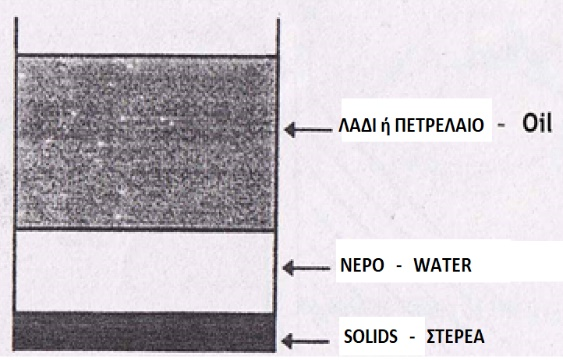 ΛΑΔΙ ή ΠΕΤΡΕΛΑΙΟ - Oil
ΝΕΡΟ - WATER
SOLIDS - ΣΤΕΡΕΑ